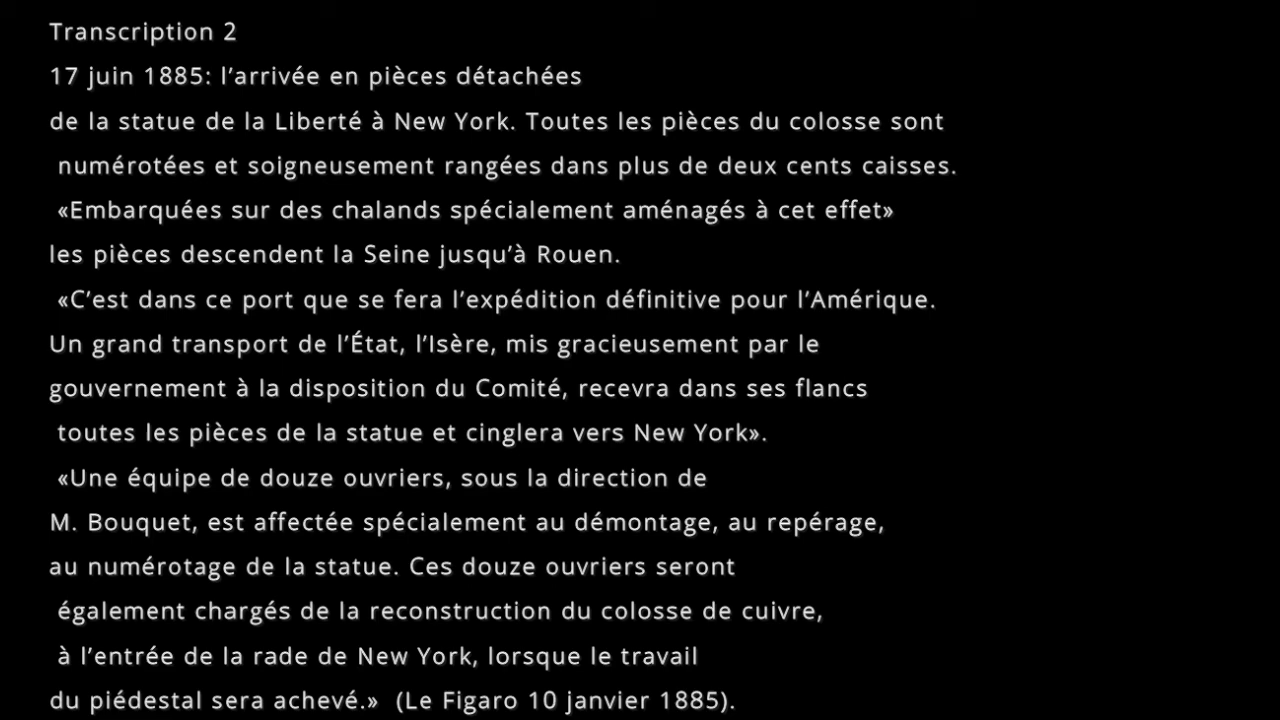 Transcription 2
17 juin 1885: l’arrivée en pièces détachées
de la statue de la Liberté à New York. Toutes les pièces du colosse sont
numérotées et soigneusement rangées dans plus de deux cents caisses.
«Embarquées sur des chalands spécialement aménagés à cet effet»
les pièces descendent la Seine jusqu’à Rouen.
«C’est dans ce port que se fera l’expédition définitive pour l’Amérique.
Un grand transport de l’État, l’Isère, mis gracieusement par le
gouvernement à la disposition du Comité, recevra dans ses flancs
toutes les pièces de la statue et cinglera vers New York».
«Une équipe de douze ouvriers, sous la direction de
M. Bouquet, est affectée spécialement au démontage, au repérage,
au numérotage de la statue. Ces douze ouvriers seront
également chargés de la reconstruction du colosse de cuivre,
à l’entrée de la rade de New York, lorsque le travail
du piédestal sera achevé.»  (Le Figaro 10 janvier 1885).